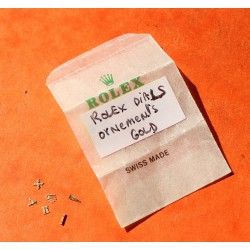 ROLEX
ROLEX DIALS
ORNEMENTS
GOLD
SWISS MADE